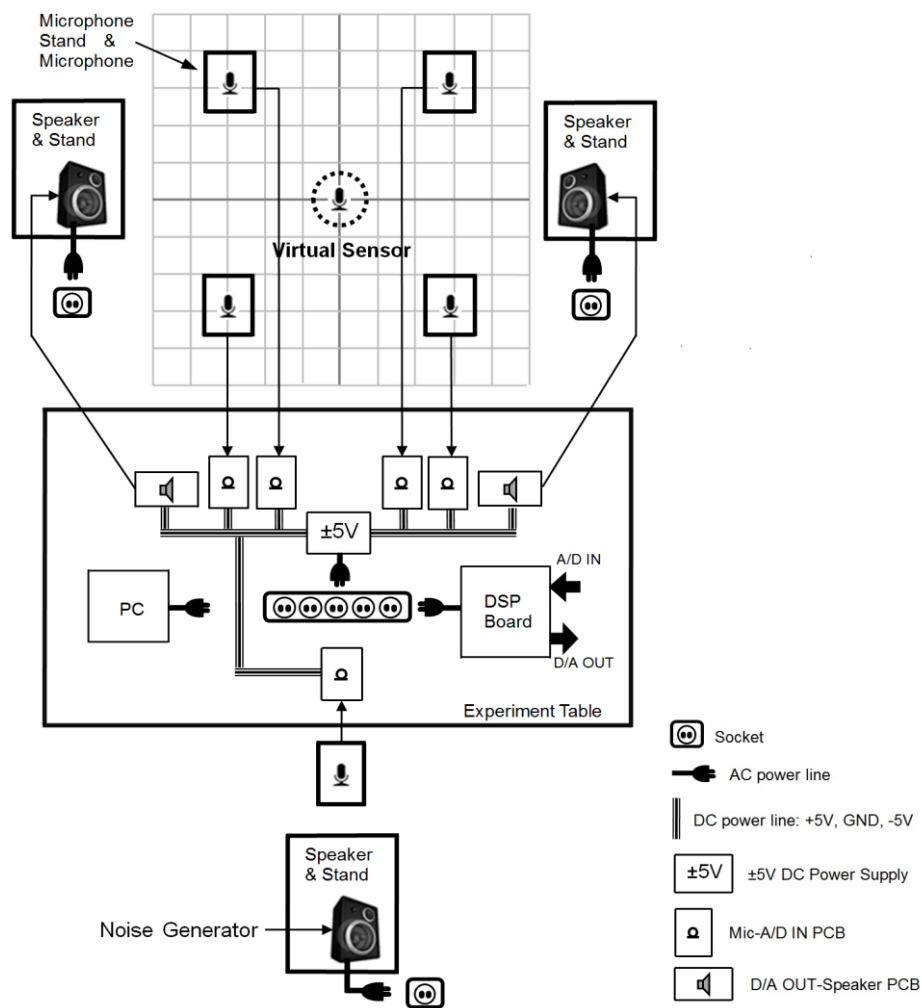 Microphone
Stand &
Microphone
Speaker
& Stand
Speaker
& Stand
Virtual Sensor
±5V
A/D IN
PC
DSP
Board
D/A OUT
Experiment Table
Socket
AC power line
DC power line: +5V, GND, -5V
Speaker
& Stand
±5V
±5V DC Power Supply
Noise Generator
Mic-A/D IN PCB
D/A OUT-Speaker PCB